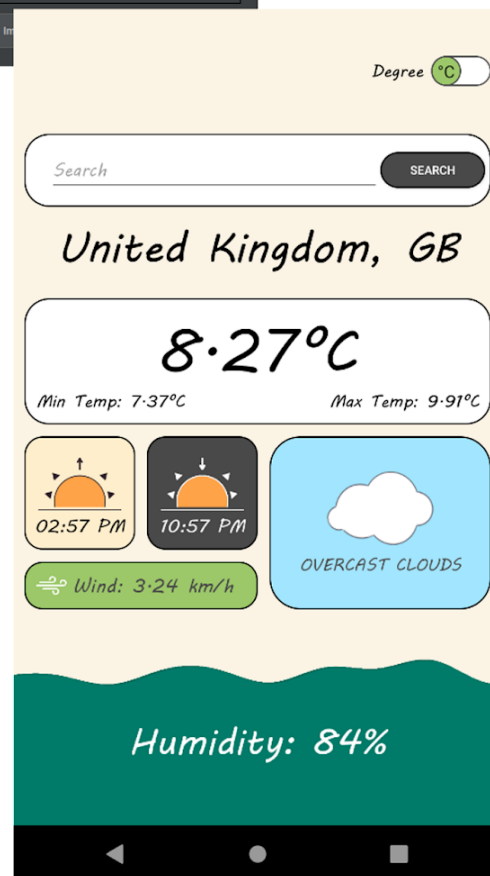 Im
Degree °C
Search SEARCH
United Kingdom, GB
8.27°C
Min Temp: 7.37°C Max Temp: 9.91°C
02:57 PM 10:57 PM
OVERCAST CLOUDS
Wind: 3.24 km/h
Humidity: 84%